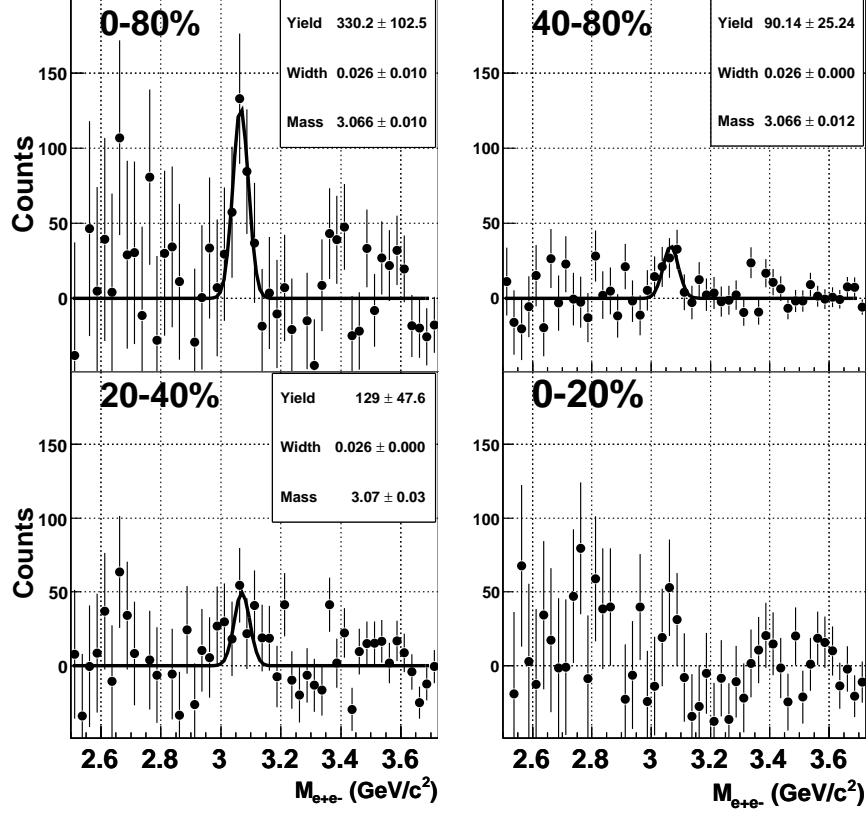 0-80%
Yield 330.2 ± 102.5
Width 0.026 ± 0.010
Mass 3.066 ± 0.010
Counts
150
100
50
0
40-80%
Yield 90.14 ± 25.24
Width 0.026 ± 0.000
Mass 3.066 ± 0.012
150
100
50
0
20-40%
Yield 129 ± 47.6
Width 0.026 ± 0.000
Mass 3.07 ± 0.03
Counts
150
100
50
0
2.6 2.8 3 3.2 3.4 3.6
M e+e- (GeV/c²)
0-20%
150
100
50
0
2.6 2.8 3 3.2 3.4 3.6
M e+e- (GeV/c²)